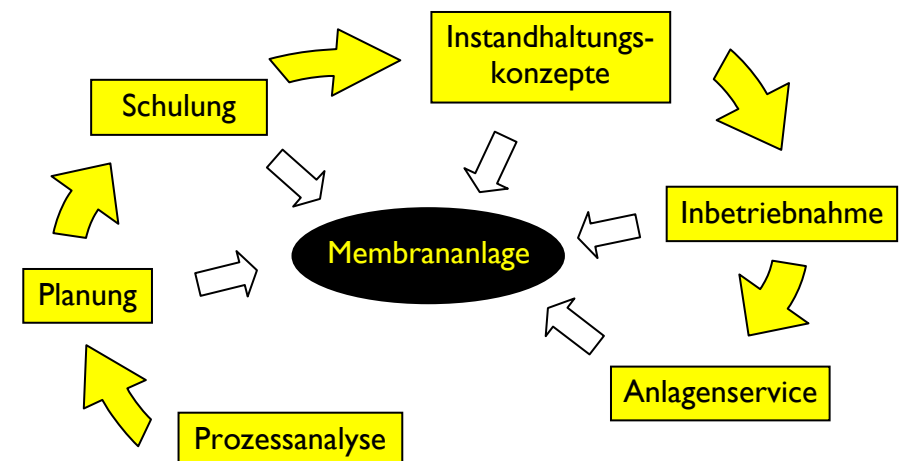 Instandhaltungs-
konzepte
Schulung
Inbetriebnahme
Membrananlage
Planung
Anlagenservice
Prozessanalyse